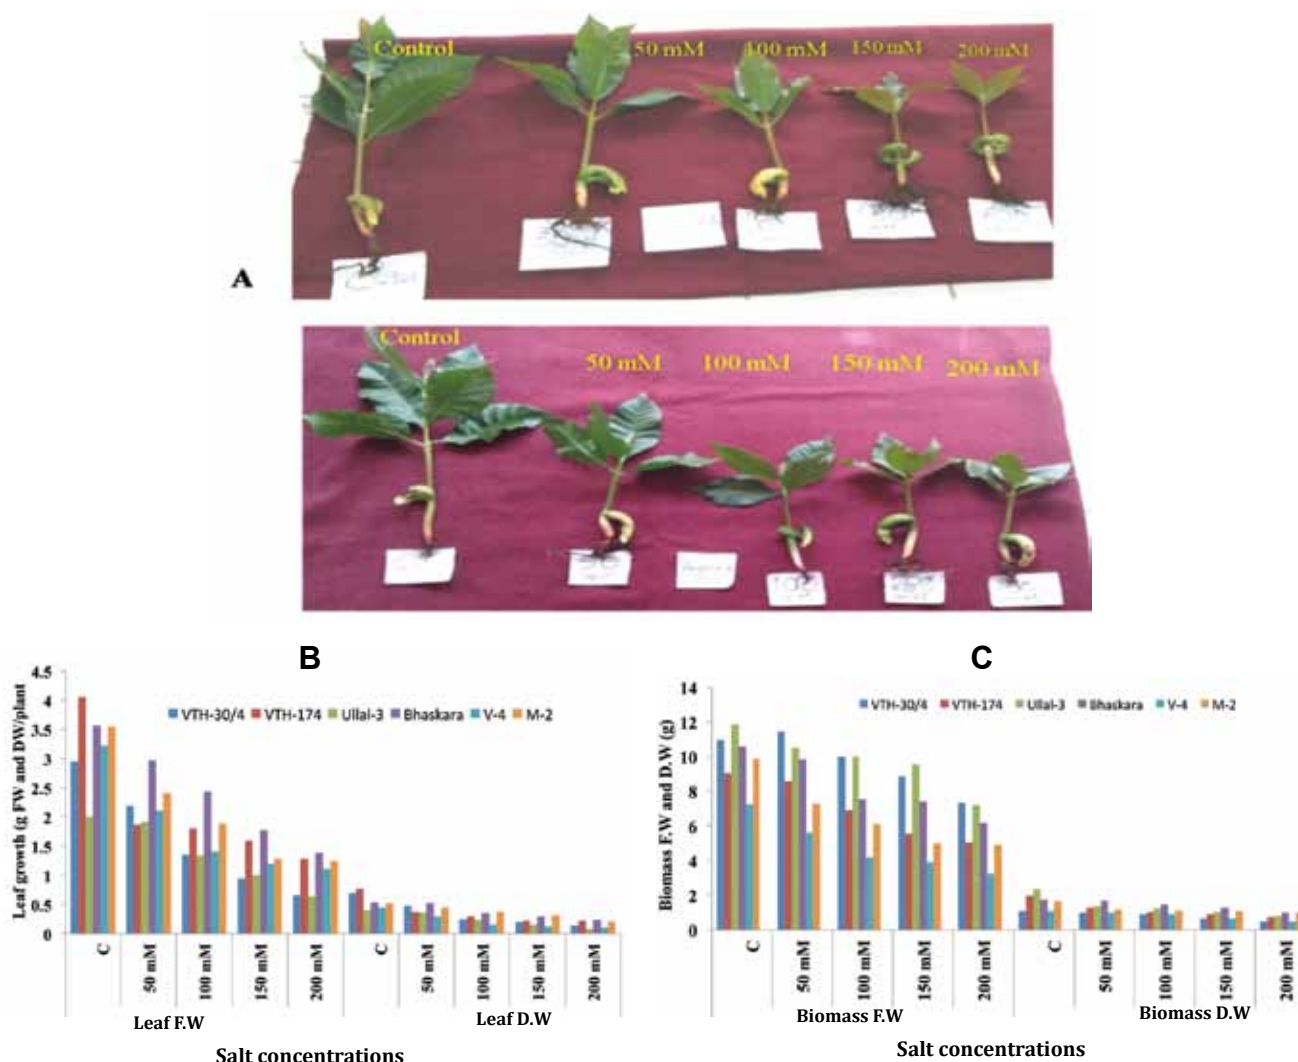 Control 50 mM 100 mM 150 mM 200 mM
A
Control
50 mM 100 mM 150 mM 200 mM
B
4.5
4
3.5
3
2.5
2
1.5
1
0.5
0
Leaf growth (g FW and DW/plant
VTH-30/4 VTH-174 Ullal-3 Bhaskara V-4 M-2
C 50 mM 100 mM 150 mM 200 mM C 50 mM 100 mM 150 mM 200 mM
Leaf F.W Leaf D.W
Salt concentrations
C
14
12
10
8
6
4
2
0
Biomass F.W and D.W (g)
VTH-30/4 VTH-174 Ullal-3 Bhaskara V-4 M-2
C 50 mM 100 mM 150 mM 200 mM C 50 mM 100 mM 150 mM 200 mM
Biomass F.W Biomass D.W
Salt concentrations